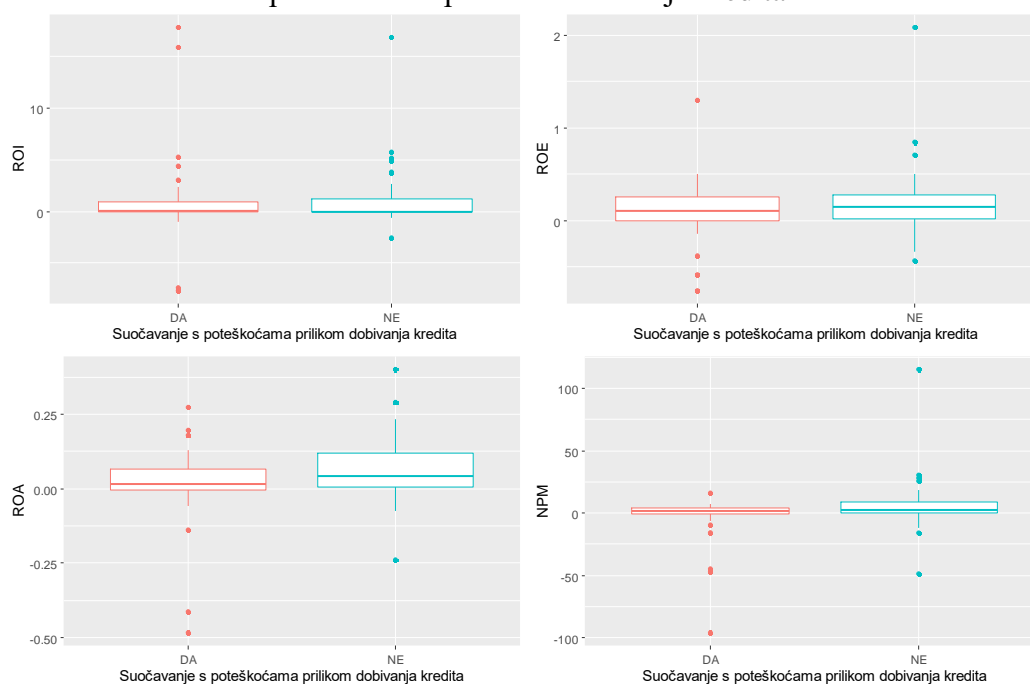 ROI
10
0
DA
NE
Suočavanje s poteškoćama prilikom dobivanja kredita
ROE
2
1
0
DA
NE
Suočavanje s poteškoćama prilikom dobivanja kredita
ROA
0.25
0.00
-0.25
-0.50
DA
NE
Suočavanje s poteškoćama prilikom dobivanja kredita
NPM
100
50
0
-50
-100
DA
NE
Suočavanje s poteškoćama prilikom dobivanja kredita